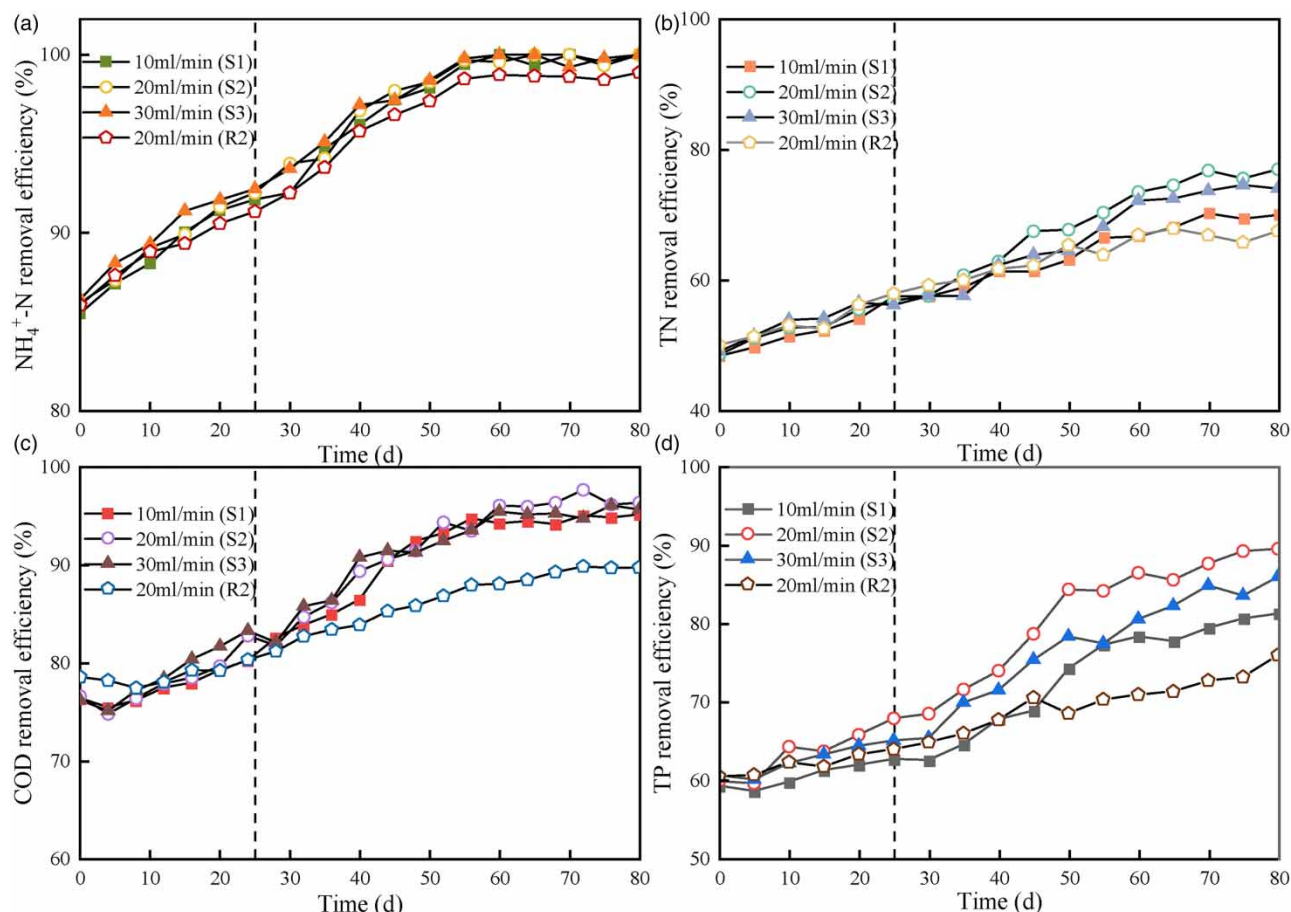 (a)
NH₄⁺-N removal efficiency (%)
100
90
80
10ml/min (S1)
20ml/min (S2)
30ml/min (S3)
20ml/min (R2)
0 10 20 30 40 50 60 70 80
Time (d)
(b)
TN removal efficiency (%)
100
80
60
40
10ml/min (S1)
20ml/min (S2)
30ml/min (S3)
20ml/min (R2)
0 10 20 30 40 50 60 70 80
Time (d)
(c)
COD removal efficiency (%)
100
90
80
70
60
10ml/min (S1)
20ml/min (S2)
30ml/min (S3)
20ml/min (R2)
0 10 20 30 40 50 60 70 80
Time (d)
(d)
TP removal efficiency (%)
100
90
80
70
60
50
10ml/min (S1)
20ml/min (S2)
30ml/min (S3)
20ml/min (R2)
0 10 20 30 40 50 60 70 80
Time (d)